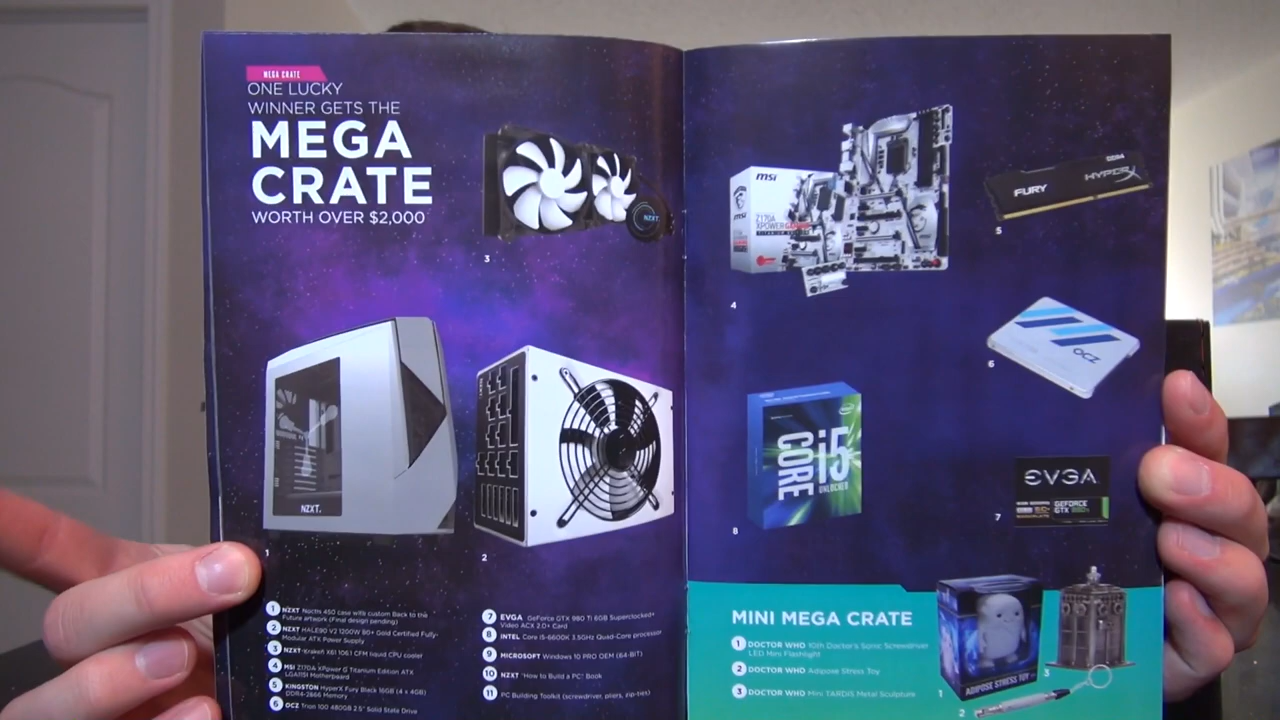 MEGA CRATE
ONE LUCKY
WINNER GETS THE
MEGA
CRATE
WORTH OVER $2,000
NZXT
3
NZXT
1
2
1 NZXT Noctis 450 case with custom Back to the
Future artwork (Final design pending)
2 NZXT HALE90 V2 1200W 80+ Gold Certified Fully-
Modular ATX Power Supply
3 NZXT Kraken X61 106.1 CFM liquid CPU cooler
4 MSI Z170A XPower G Titanium Edition ATX
LGA1151 Motherboard
5 KINGSTON HyperX Fury Black 16GB (4 x 4GB)
DDR4-2666 Memory
6 OCZ Trion 100 480GB 2.5" Solid State Drive
7 EVGA GeForce GTX 980 Ti 6GB Superclocked+
Video ACX 2.0+ Card
8 INTEL Core i5-6600K 3.5GHz Quad-Core processor
9 MICROSOFT Windows 10 PRO OEM (64-BIT)
10 NZXT "How to Build a PC" Book
11 PC Building Toolkit (screwdriver, pliers, zip-ties)
msi
msi
Z170A
XPOWER GAMING
TITANIUM
4
FURY
DDR4
HYPERX
5
OCZ
6
intel
CORE i5
UNLOCKED
8
EVGA
GEFORCE
GTX 980Ti
7
MINI MEGA CRATE
1 DOCTOR WHO 10th Doctor's Sonic Screwdriver
LED Mini Flashlight
2 DOCTOR WHO Adipose Stress Toy
3 DOCTOR WHO Mini TARDIS Metal Sculpture
ADIPOSE STRESS TOY
1
2
3